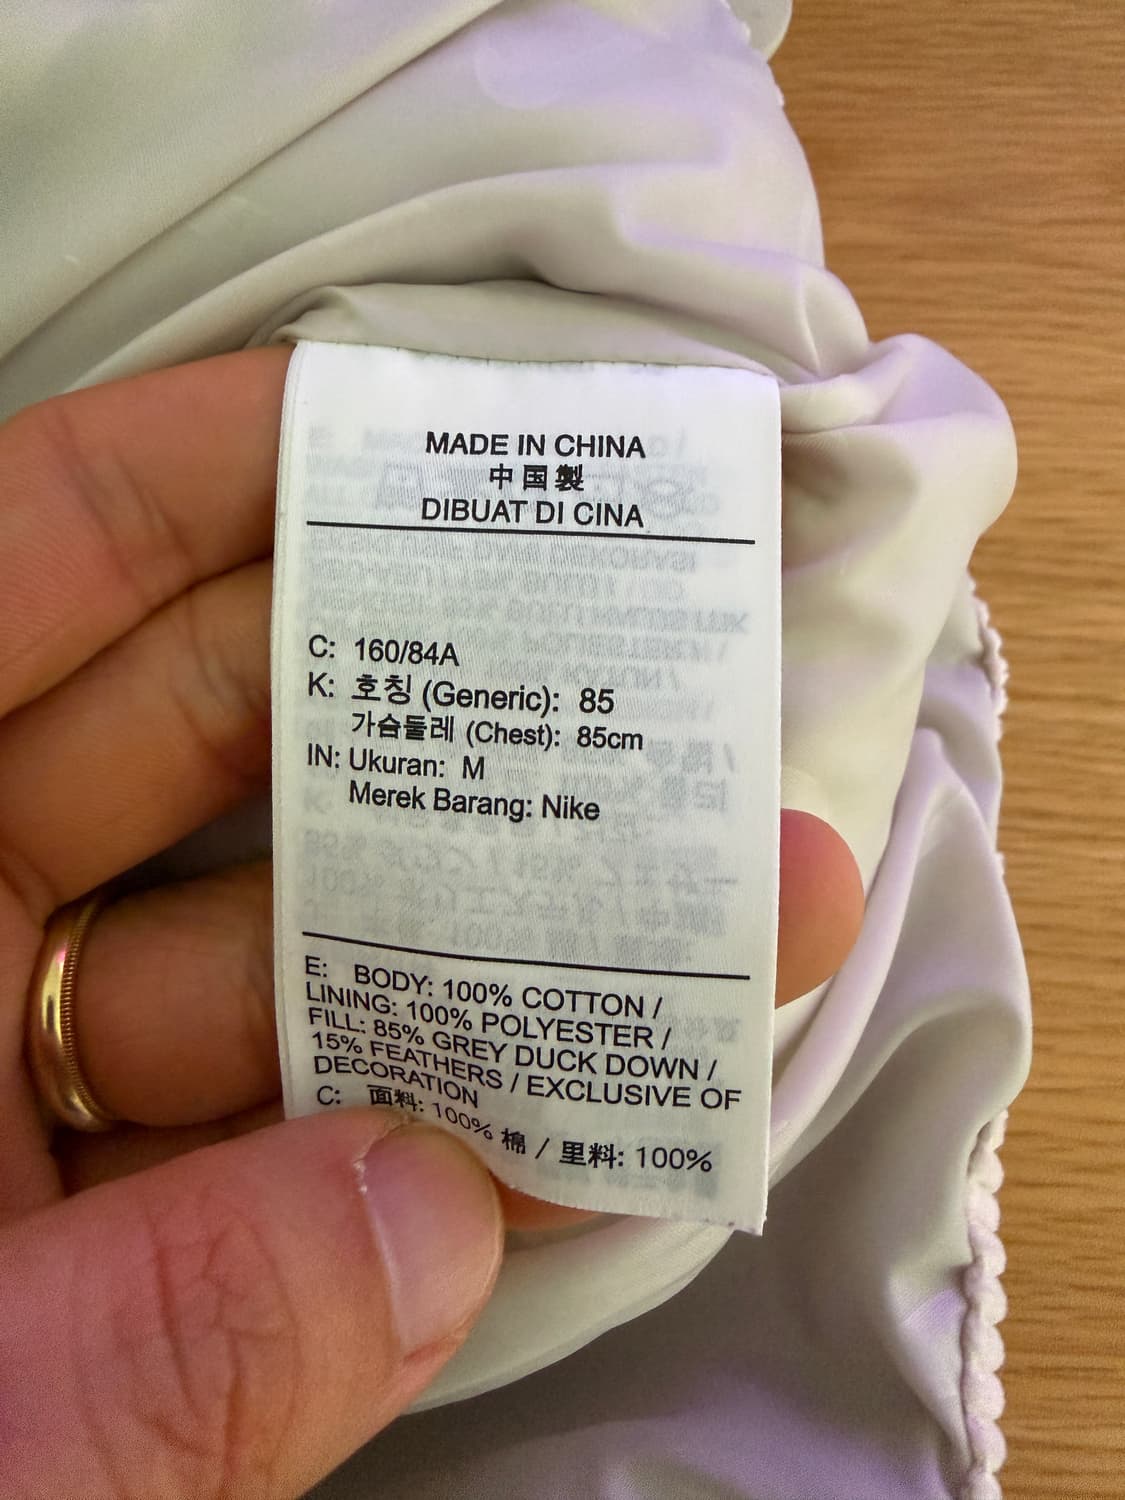 MADE IN CHINA
中国製
DIBUAT DI CINA
C: 160/84A
K: 호칭 (Generic): 85
가슴둘레 (Chest): 85cm
IN: Ukuran: M
Merek Barang: Nike
E: BODY: 100% COTTON /
LINING: 100% POLYESTER /
FILL: 85% GREY DUCK DOWN /
15% FEATHERS / EXCLUSIVE OF
DECORATION
C: 面料: 100% 棉 / 里料: 100%